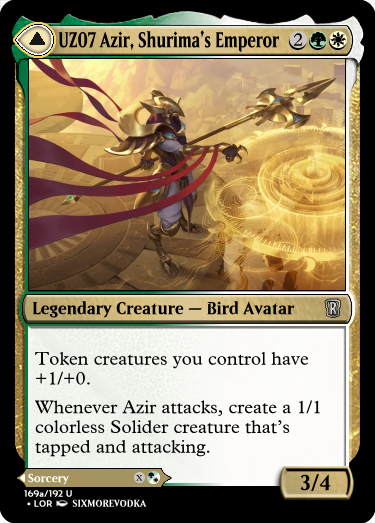 UZ07 Azir, Shurima's Emperor 2
Legendary Creature — Bird Avatar R
Token creatures you control have
+1/+0.
Whenever Azir attacks, create a 1/1
colorless Solider creature that's
tapped and attacking.
Sorcery X
3/4
169a/192 U
• LOR SIXMOREVODKA